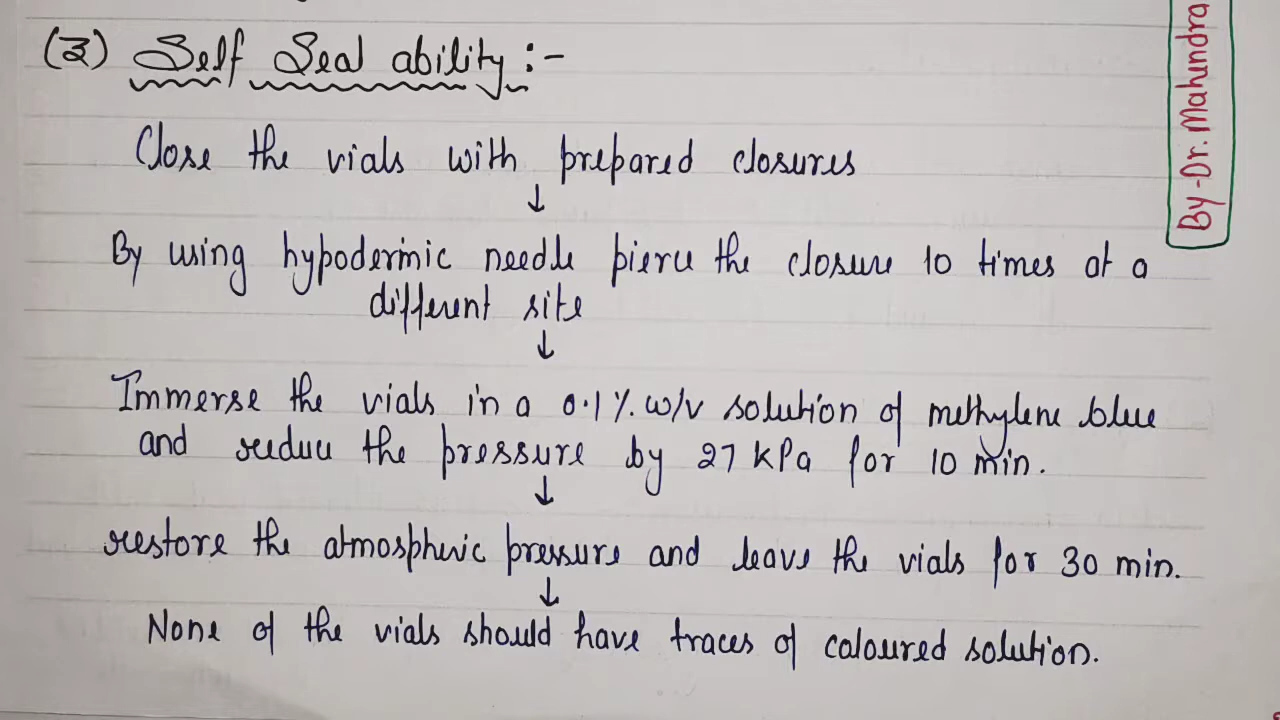 (3) Self Seal ability :-
Close the vials with prepared closures
↓
By using hypodermic needle pierce the closure 10 times at a
different site
↓
Immerse the vials in a 0.1% w/v solution of methylene blue
and reduce the pressure by 27 kPa for 10 min.
↓
restore the atmospheric pressure and leave the vials for 30 min.
↓
None of the vials should have traces of coloured solution.
By - Dr. Mahendra